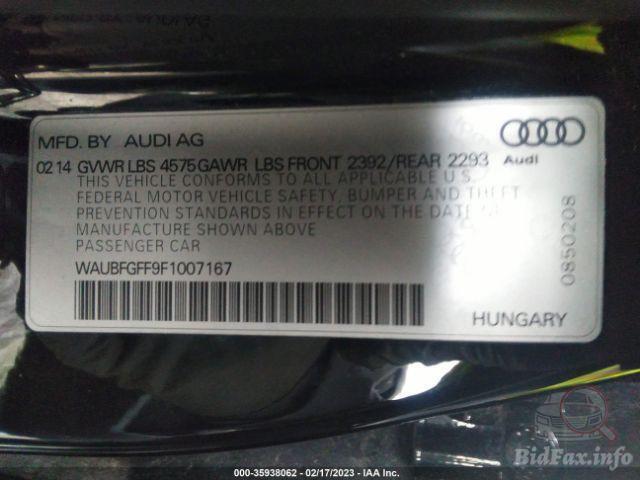 MFD. BY AUDI AG
02 14 GVWR LBS 4575 GAWR LBS FRONT 2392/REAR 2293
Audi
THIS VEHICLE CONFORMS TO ALL APPLICABLE U.S.
FEDERAL MOTOR VEHICLE SAFETY, BUMPER AND THEFT
PREVENTION STANDARDS IN EFFECT ON THE DATE OF
MANUFACTURE SHOWN ABOVE
PASSENGER CAR
WAUBFGFF9F1007167
0850208
HUNGARY
BidFax.info
000-35938062 - 02/17/2023 - IAA Inc.